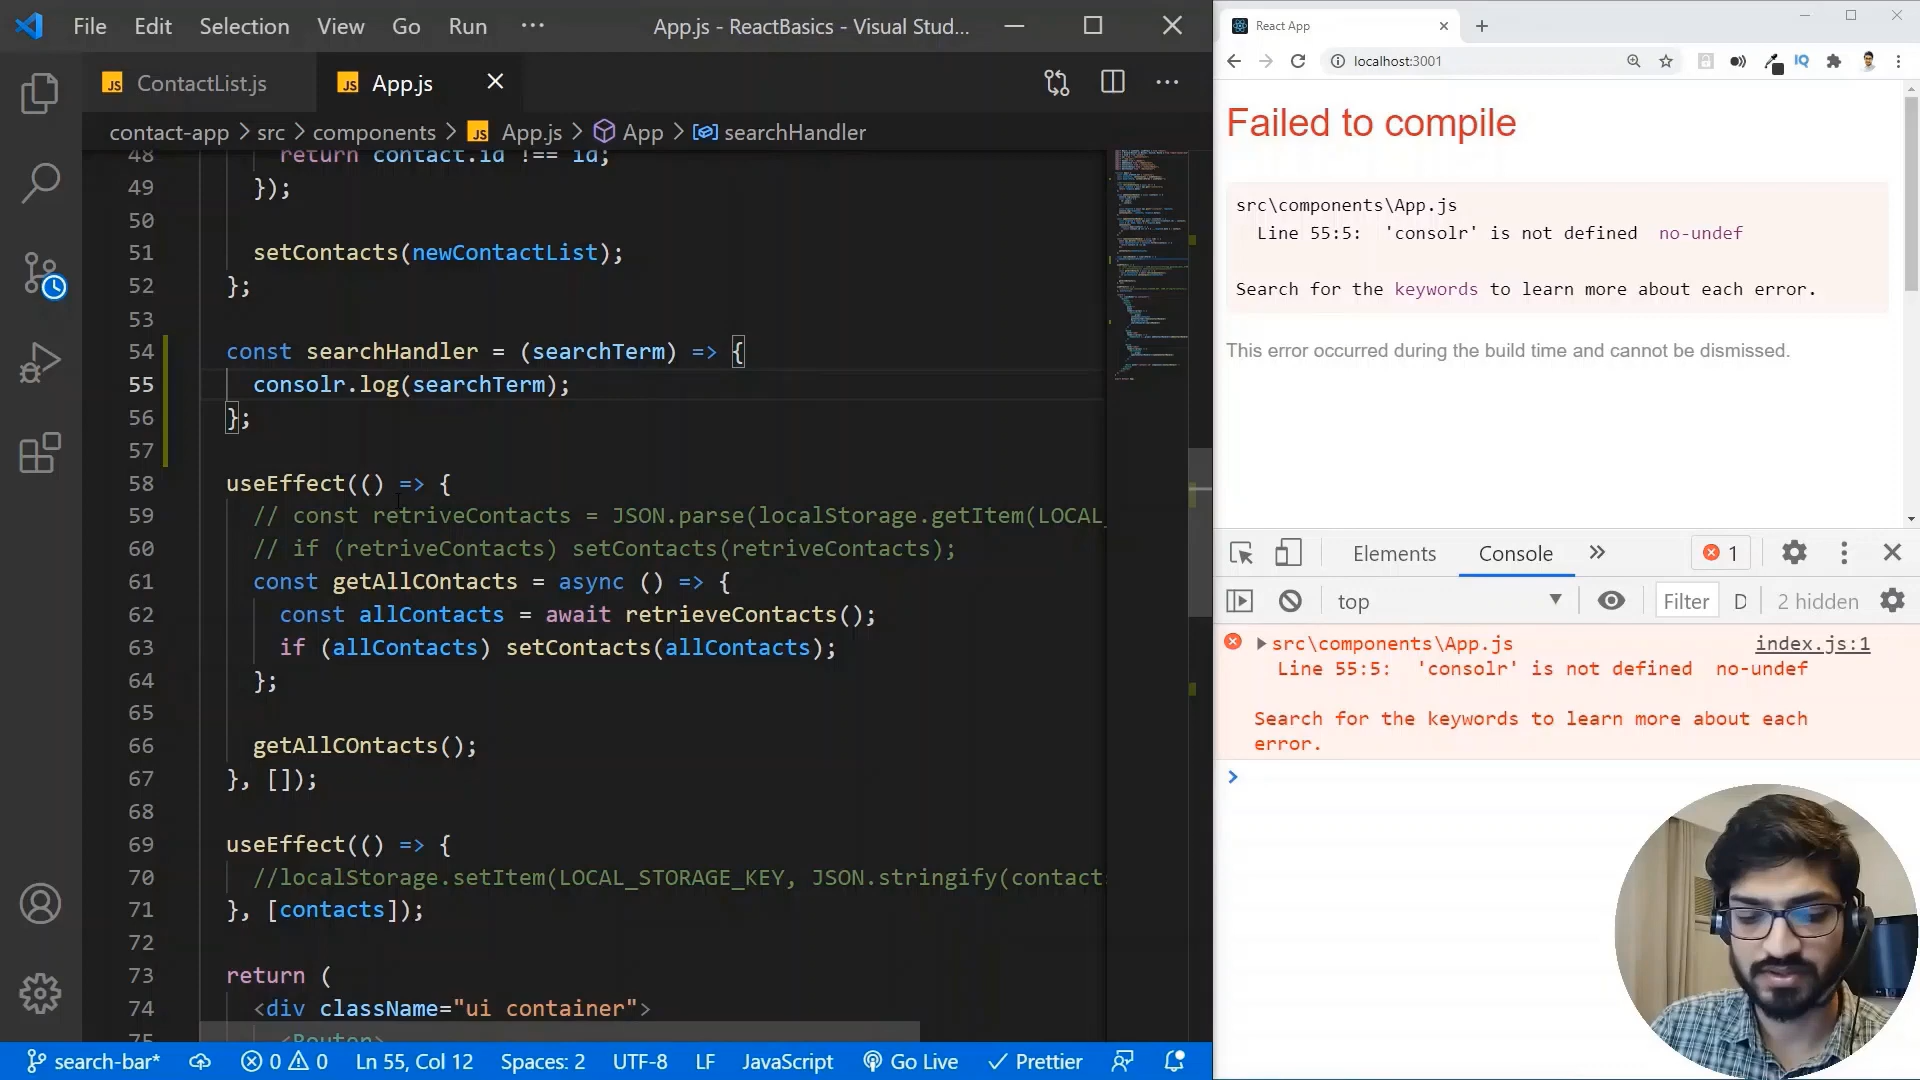 File Edit Selection View Go Run ··· App.js - ReactBasics - Visual Stud...
ContactList.js App.js
contact-app > src > components > App.js > App > searchHandler
48 return contact.id !== id;
49 });
50
51 setContacts(newContactList);
52 };
53
54 const searchHandler = (searchTerm) => {
55 consolr.log(searchTerm);
56 };
57
58 useEffect(() => {
59 // const retriveContacts = JSON.parse(localStorage.getItem(LOCAL_
60 // if (retriveContacts) setContacts(retriveContacts);
61 const getAllCOntacts = async () => {
62 const allContacts = await retrieveContacts();
63 if (allContacts) setContacts(allContacts);
64 };
65
66 getAllCOntacts();
67 }, []);
68
69 useEffect(() => {
70 //localStorage.setItem(LOCAL_STORAGE_KEY, JSON.stringify(contact
71 }, [contacts]);
72
73 return (
74 <div className="ui container">
75 <Router>
search-bar* 0 0 Ln 55, Col 12 Spaces: 2 UTF-8 LF JavaScript Go Live Prettier
React App
localhost:3001
IQ
Failed to compile
src\components\App.js
Line 55:5: 'consolr' is not defined no-undef
Search for the keywords to learn more about each error.
This error occurred during the build time and cannot be dismissed.
Elements Console » 1
top Filter D 2 hidden
src\components\App.js index.js:1
Line 55:5: 'consolr' is not defined no-undef
Search for the keywords to learn more about each
error.